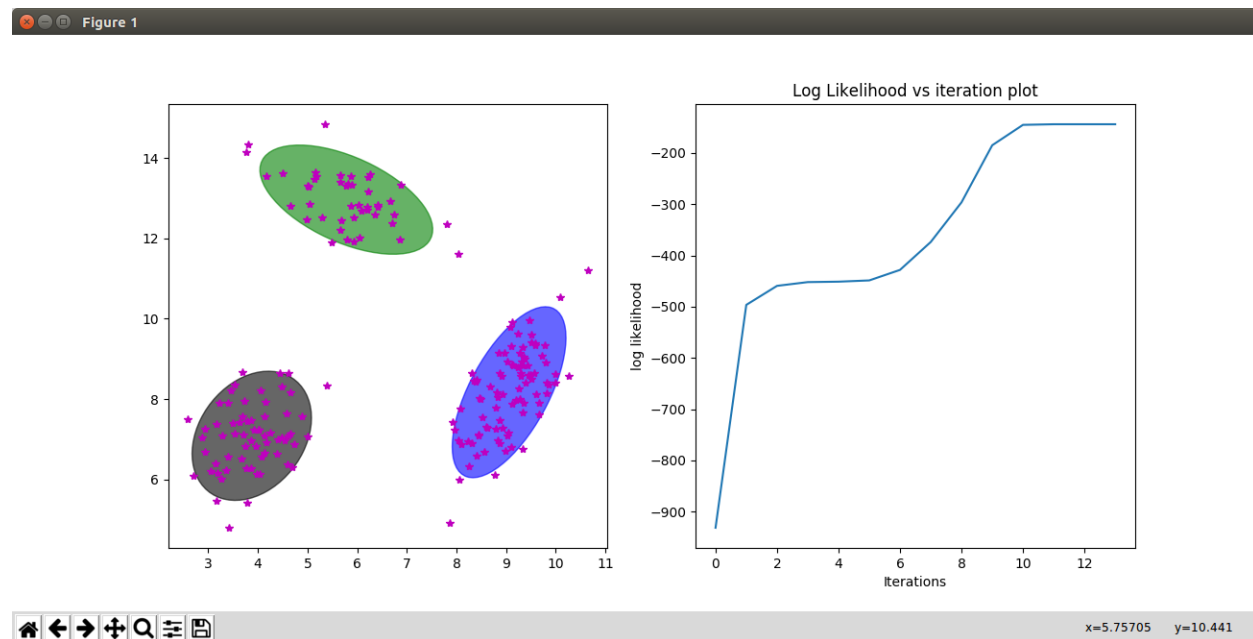 Figure 1
14
12
10
8
6
3 4 5 6 7 8 9 10 11
Log Likelihood vs iteration plot
log likelihood
−200
−300
−400
−500
−600
−700
−800
−900
0 2 4 6 8 10 12
Iterations
x=5.75705 y=10.441